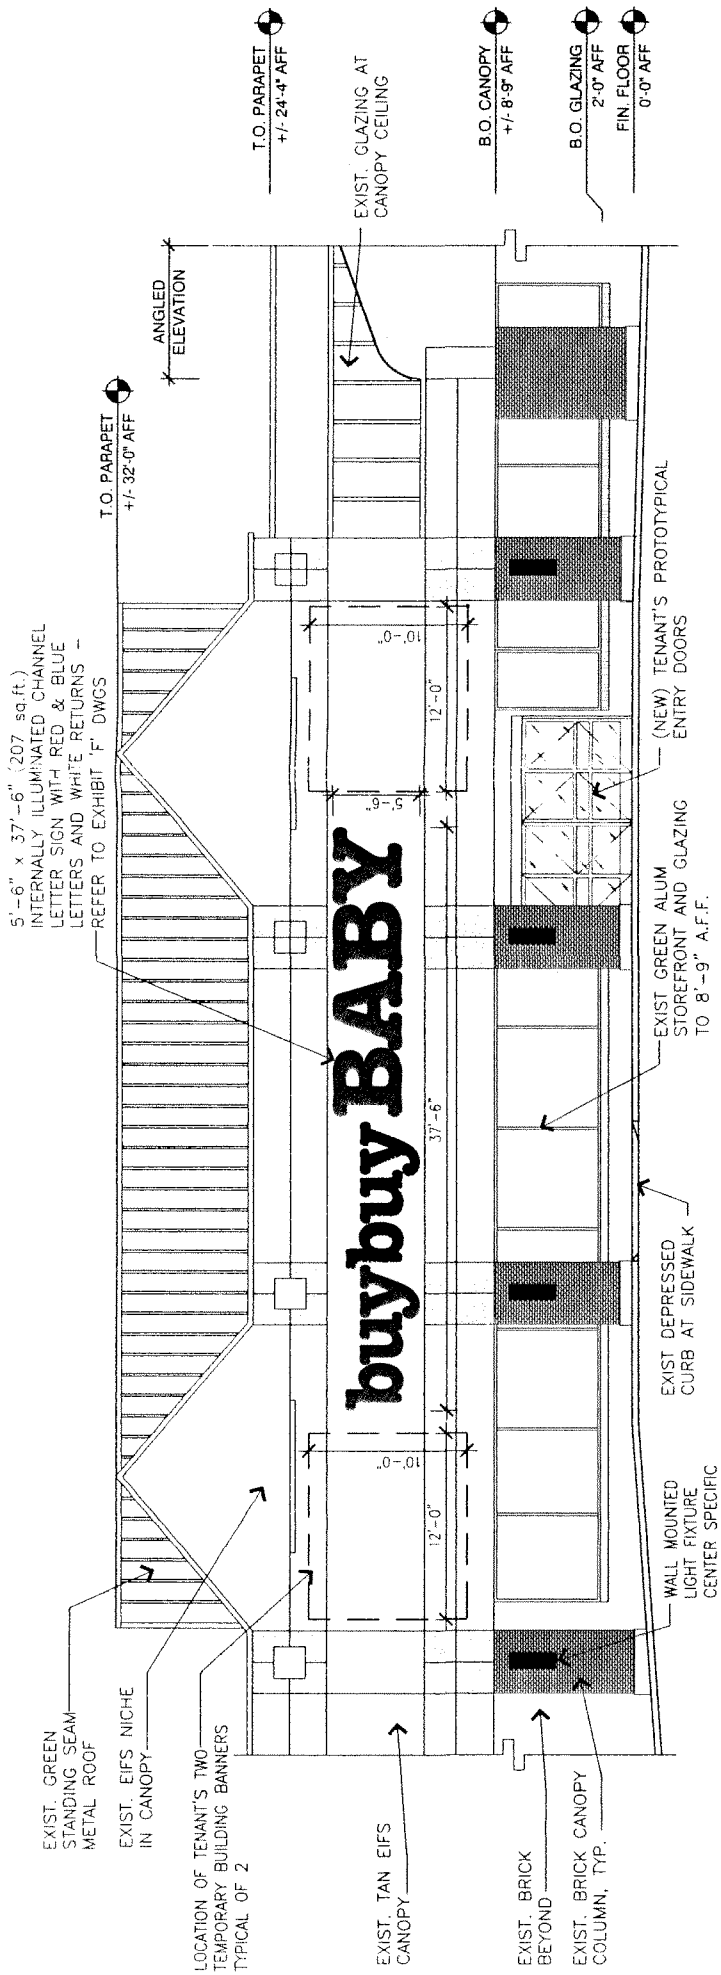 5'-6" x 37'-6" (207 sq.ft.)
INTERNALLY ILLUMINATED CHANNEL
LETTER SIGN WITH RED & BLUE
LETTERS AND WHITE RETURNS -
REFER TO EXHIBIT 'F' DWGS
T.O. PARAPET
+/- 32'-0" AFF
ANGLED
ELEVATION
T.O. PARAPET
+/- 24'-4" AFF
EXIST. GLAZING AT
CANOPY CEILING
B.O. CANOPY
+/- 8'-9" AFF
B.O. GLAZING
2'-0" AFF
FIN. FLOOR
0'-0" AFF
EXIST. GREEN
STANDING SEAM
METAL ROOF
EXIST. EIFS NICHE
IN CANOPY
LOCATION OF TENANT'S TWO
TEMPORARY BUILDING BANNERS
TYPICAL OF 2
EXIST. TAN EIFS
CANOPY
EXIST. BRICK
BEYOND
EXIST. BRICK CANOPY
COLUMN, TYP.
10'-0"
12'-0"
buybuy BABY
37'-6"
5'-6"
10'-0"
12'-0"
WALL MOUNTED
LIGHT FIXTURE
CENTER SPECIFIC
EXIST DEPRESSED
CURB AT SIDEWALK
EXIST GREEN ALUM
STOREFRONT AND GLAZING
TO 8'-9" A.F.F.
(NEW) TENANT'S PROTOTYPICAL
ENTRY DOORS